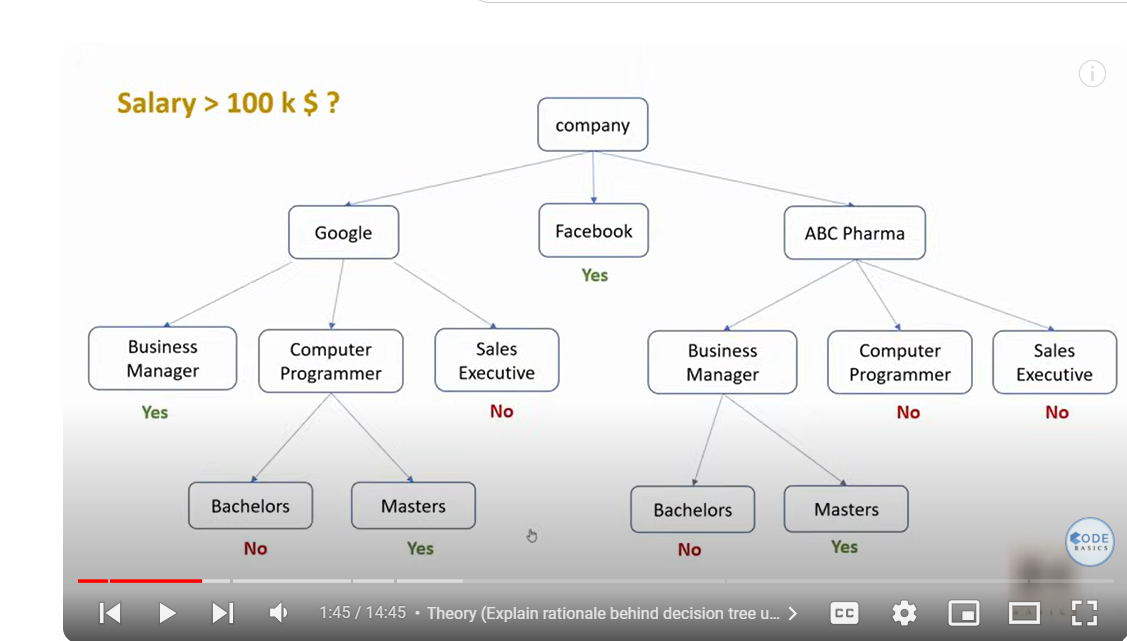 Salary > 100 k $ ?
company
Google
Facebook
ABC Pharma
Yes
Business
Manager
Computer
Programmer
Sales
Executive
Business
Manager
Computer
Programmer
Sales
Executive
Yes
No
No
No
Bachelors
Masters
Bachelors
Masters
No
Yes
No
Yes
CODE
BASICS
1:45 / 14:45 • Theory (Explain rationale behind decision tree u...
CC